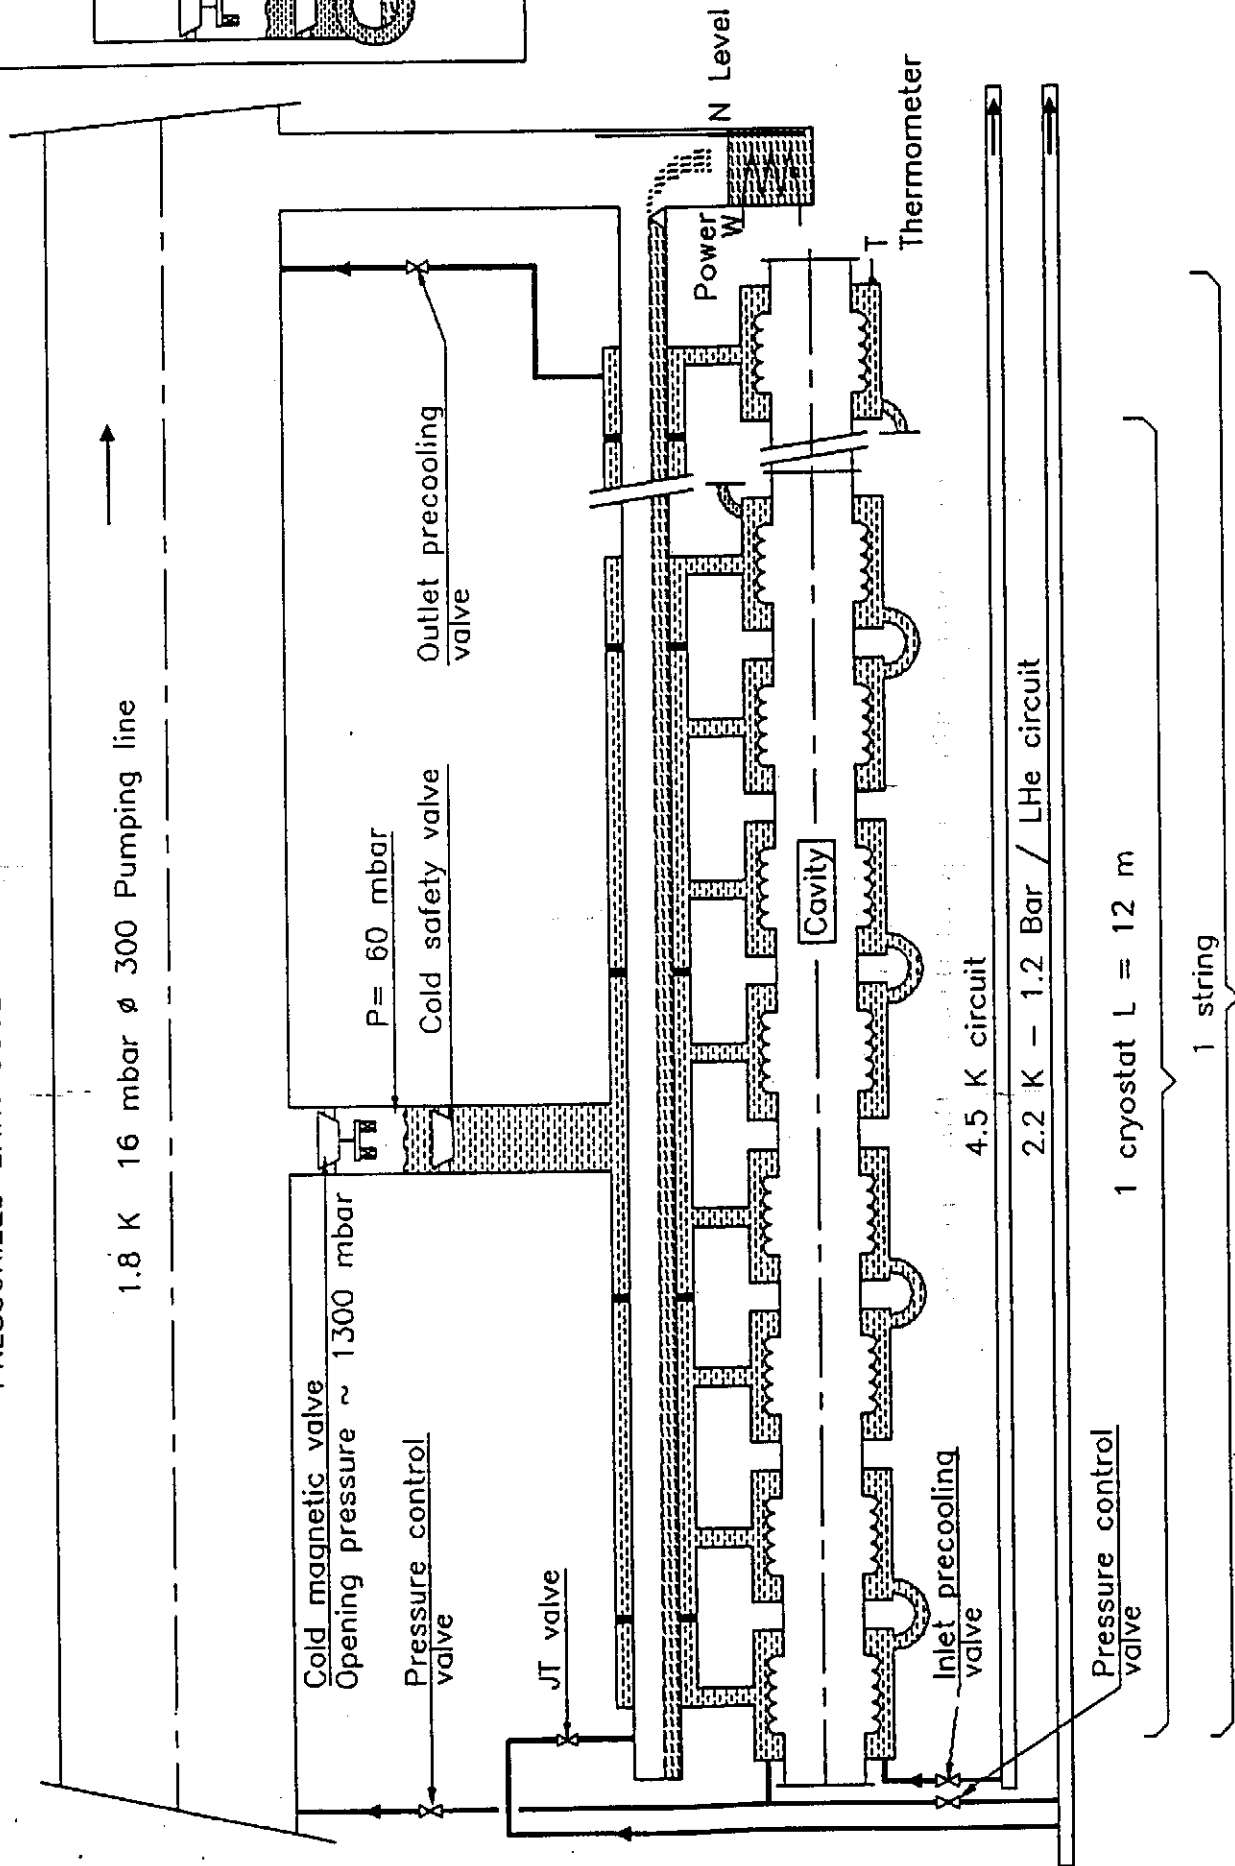 1.8 K 16 mbar ø 300 Pumping line
Cold magnetic valve
Opening pressure ~ 1300 mbar
P= 60 mbar
Cold safety valve
Pressure control
valve
Outlet precooling
valve
JT valve
Power
W
N Level
Cavity
T
Thermometer
Inlet precooling
valve
4.5 K circuit
2.2 K – 1.2 Bar / LHe circuit
Pressure control
valve
1 cryostat L = 12 m
1 string